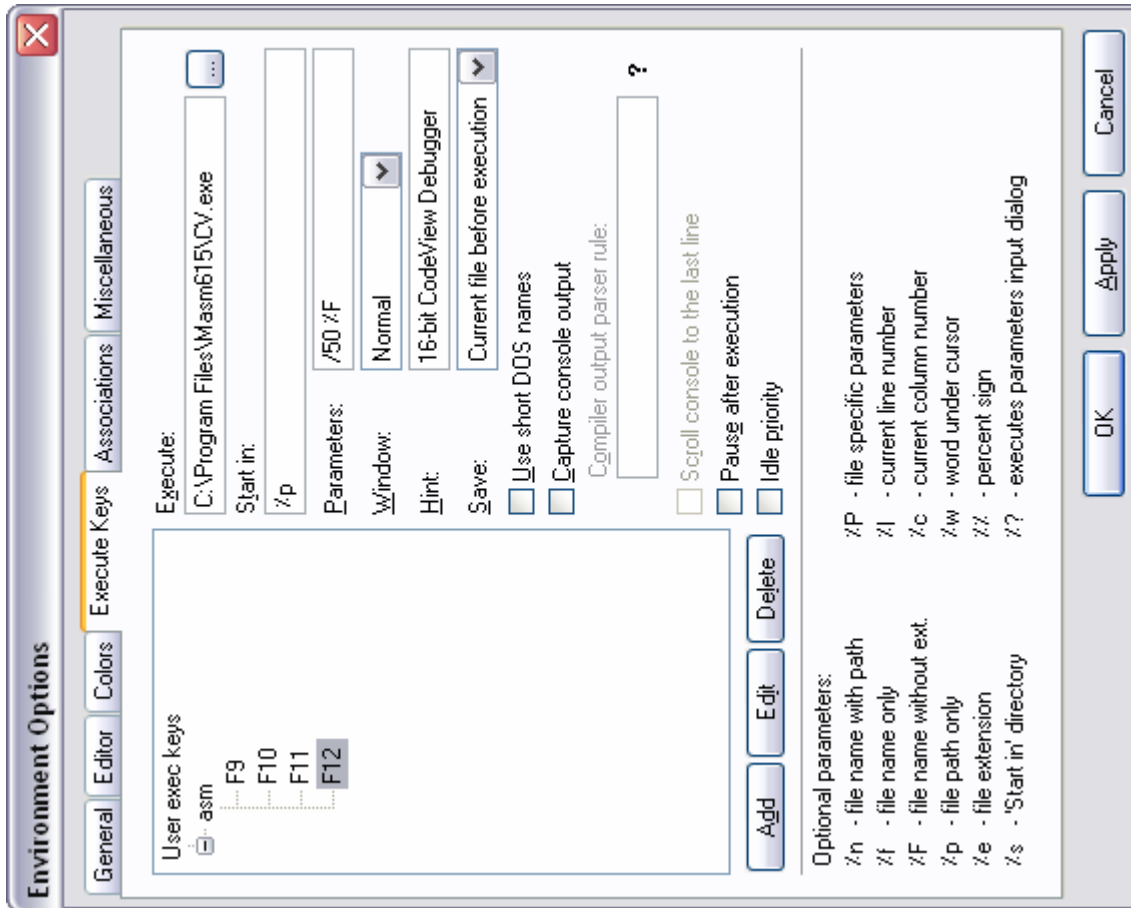 Environment Options
General
Editor
Colors
Execute Keys
Associations
Miscellaneous
User exec keys
asm
F9
F10
F11
F12
Add
Edit
Delete
Execute:
C:\Program Files\Masm615\CV.exe
...
Start in:
%p
Parameters:
/50 %F
Window:
Normal
Hint:
16-bit CodeView Debugger
Save:
Current file before execution
Use short DOS names
Capture console output
Compiler output parser rule:
?
Scroll console to the last line
Pause after execution
Idle priority
Optional parameters:
%n - file name with path
%f - file name only
%F - file name without ext.
%p - file path only
%e - file extension
%s - 'Start in' directory
%P - file specific parameters
%l - current line number
%c - current column number
%w - word under cursor
%% - percent sign
%? - executes parameters input dialog
OK
Apply
Cancel